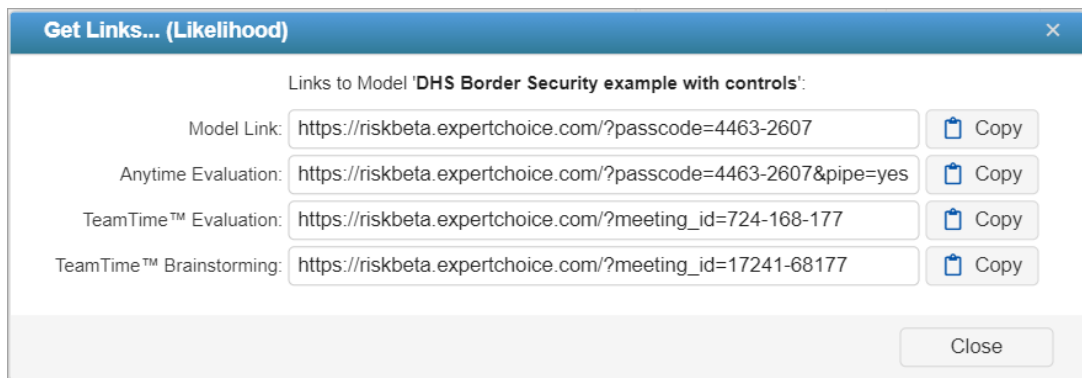 Get Links... (Likelihood) ×
Links to Model 'DHS Border Security example with controls':
Model Link: https://riskbeta.expertchoice.com/?passcode=4463-2607 Copy
Anytime Evaluation: https://riskbeta.expertchoice.com/?passcode=4463-2607&pipe=yes Copy
TeamTime™ Evaluation: https://riskbeta.expertchoice.com/?meeting_id=724-168-177 Copy
TeamTime™ Brainstorming: https://riskbeta.expertchoice.com/?meeting_id=17241-68177 Copy
Close